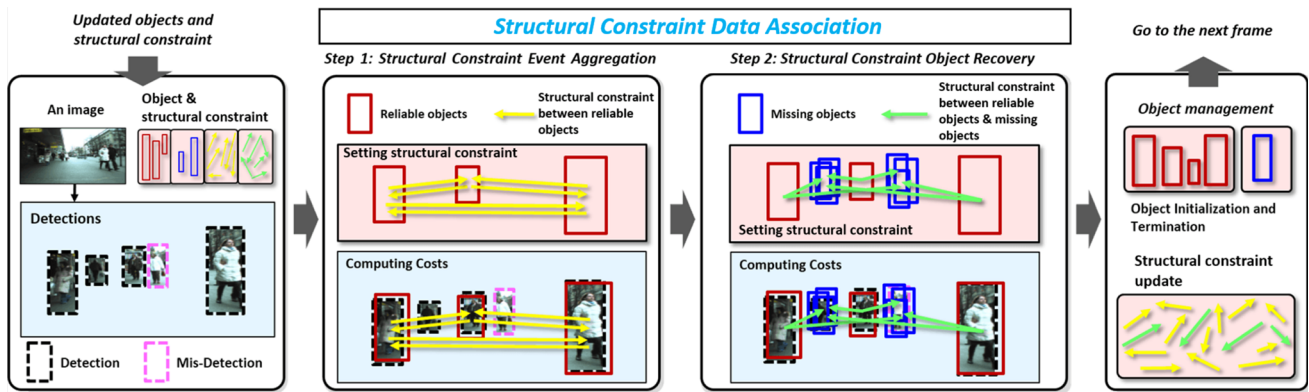 Updated objects and
structural constraint
An image
Object &
structural constraint
Detections
Detection
Mis-Detection
Structural Constraint Data Association
Step 1: Structural Constraint Event Aggregation
Reliable objects
Structural constraint
between reliable
objects
Setting structural constraint
Computing Costs
Step 2: Structural Constraint Object Recovery
Missing objects
Structural constraint
between reliable
objects & missing
objects
Setting structural constraint
Computing Costs
Go to the next frame
Object management
Object Initialization and
Termination
Structural constraint
update